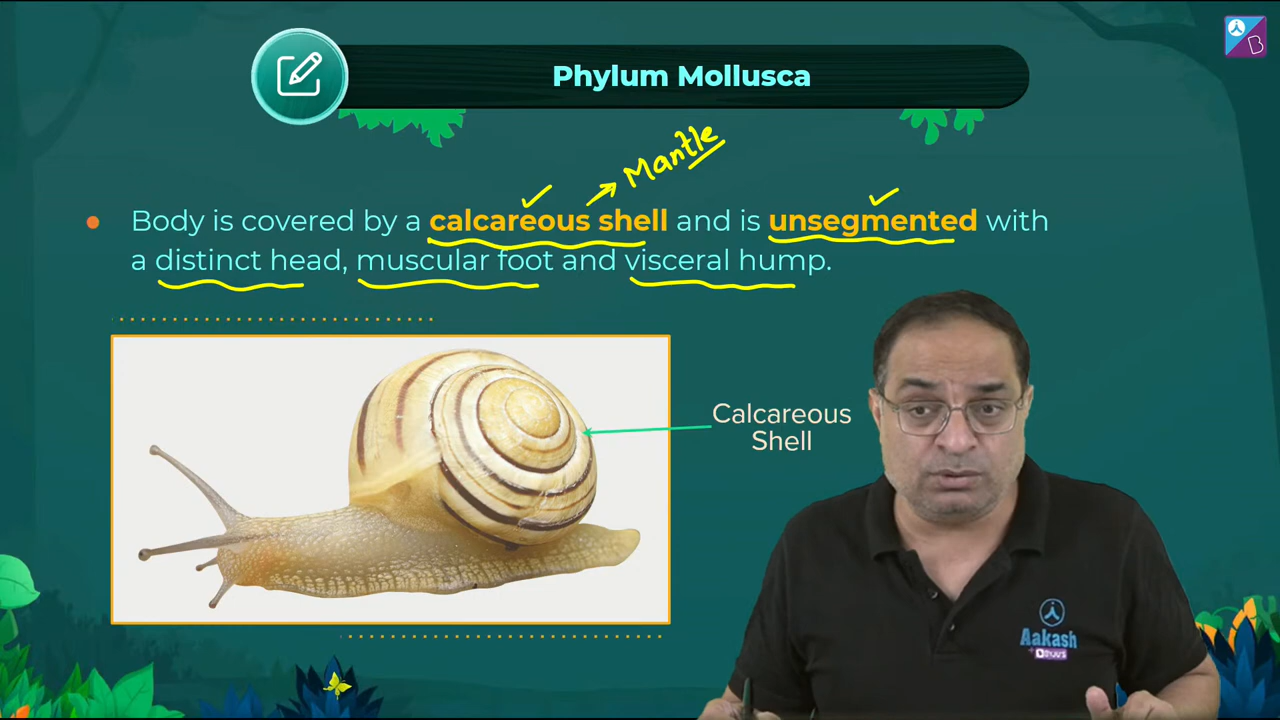 Phylum Mollusca
Mantle
Body is covered by a calcareous shell and is unsegmented with
a distinct head, muscular foot and visceral hump.
Calcareous
Shell
Aakash
+ BYJU'S
B